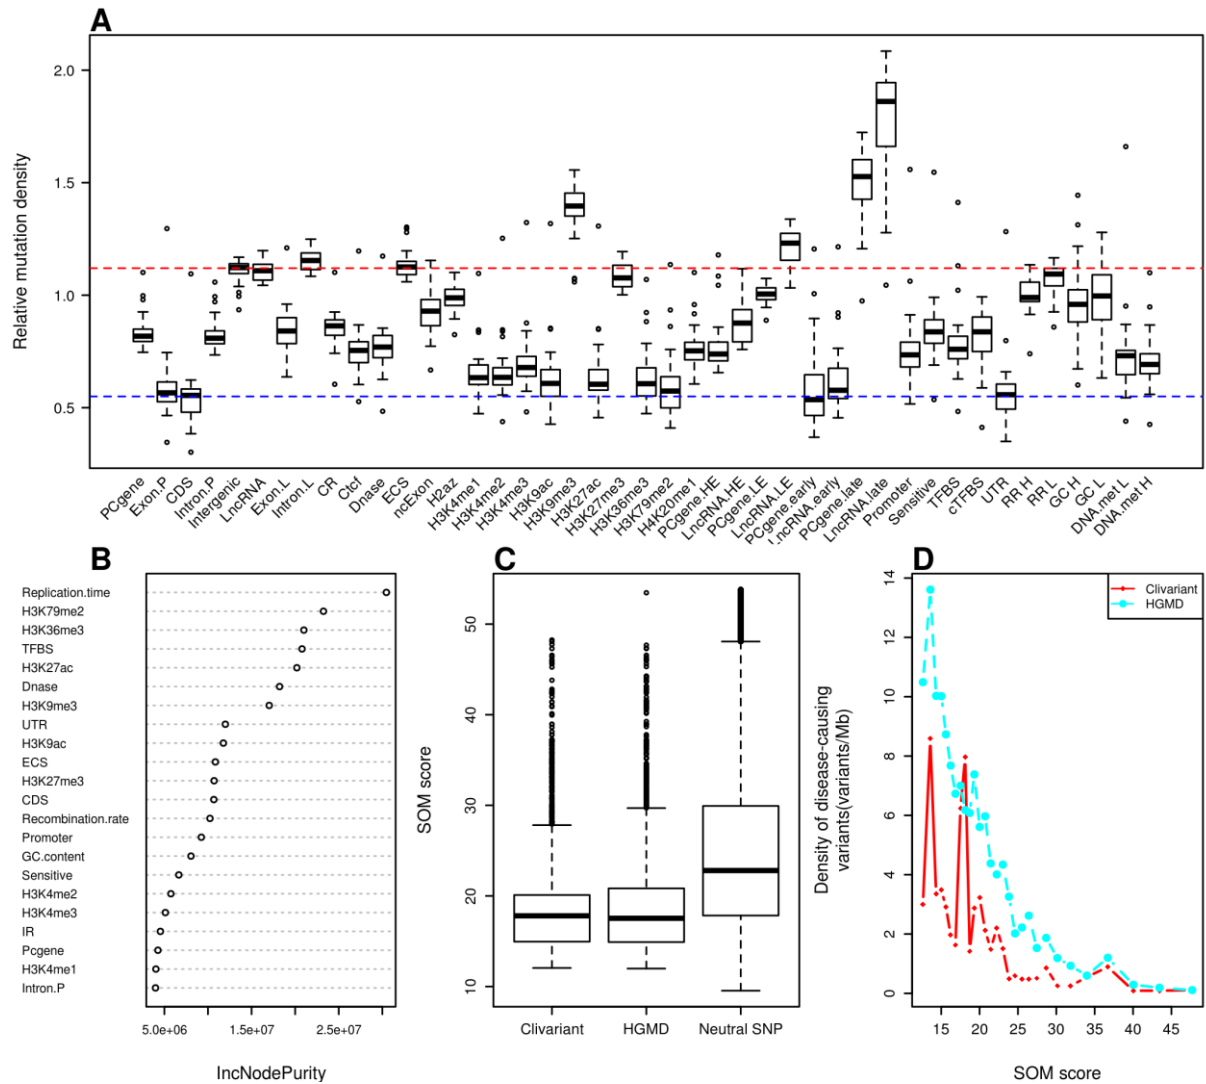 A
Relative mutation density
2.0
1.5
1.0
0.5
PCgene
Exon.P
CDS
Intron.P
Intergenic
LncRNA
Exon.L
Intron.L
CR
Ctcf
Dnase
ECS
ncExon
H2az
H3K4me1
H3K4me2
H3K4me3
H3K9ac
H3K9me3
H3K27ac
H3K27me3
H3K36me3
H3K79me2
H4K20me1
PCgene.HE
LncRNA.HE
PCgene.LE
LncRNA.LE
PCgene.early
LncRNA.early
PCgene.late
LncRNA.late
Promoter
Sensitive
TFBS
cTFBS
UTR
RR H
RR L
GC H
GC L
DNA.met L
DNA.met H
B
Replication.time
H3K79me2
H3K36me3
TFBS
H3K27ac
Dnase
H3K9me3
UTR
H3K9ac
ECS
H3K27me3
CDS
Recombination.rate
Promoter
GC.content
Sensitive
H3K4me2
H3K4me3
IR
Pcgene
H3K4me1
Intron.P
5.0e+06 1.5e+07 2.5e+07
IncNodePurity
C
SOM score
50
40
30
20
10
Clivariant HGMD Neutral SNP
D
Density of disease-causing
variants(variants/Mb)
14
12
10
8
6
4
2
0
Clivariant
HGMD
15 20 25 30 35 40 45
SOM score